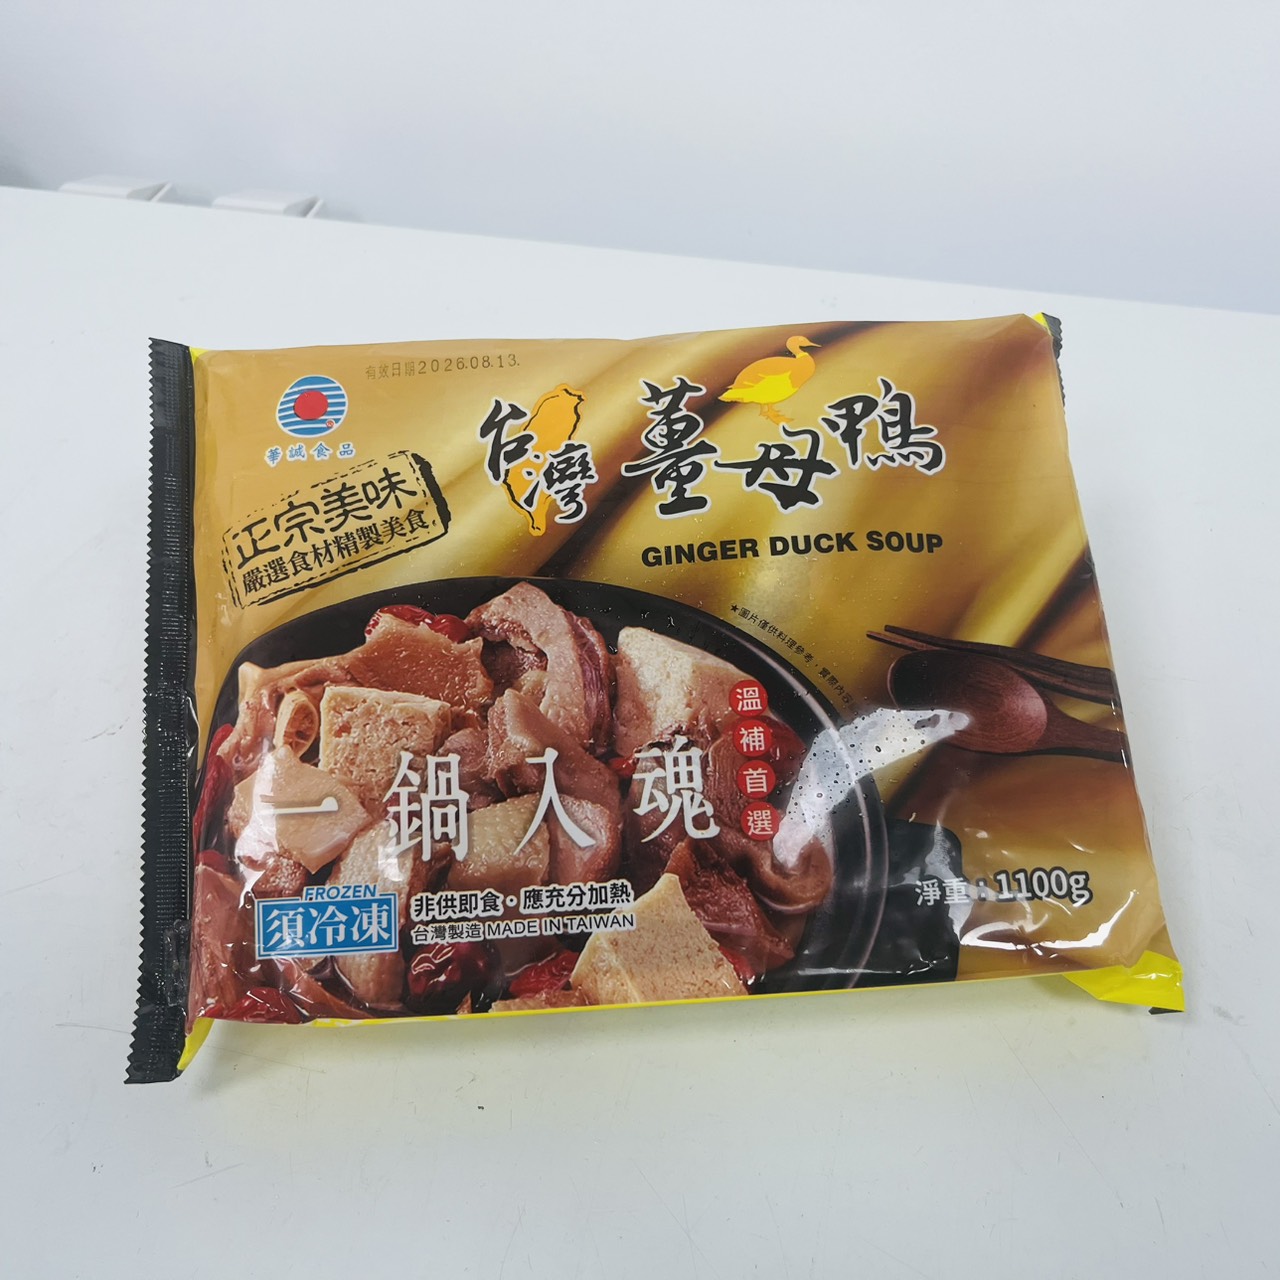 有效日期2026.08.13.
華誠食品
台灣薑母鴨
GINGER DUCK SOUP
正宗美味
嚴選食材精製美食
★圖片僅供料理參考，實際內容
溫補首選
一鍋入魂
FROZEN
須冷凍
非供即食・應充分加熱
台灣製造 MADE IN TAIWAN
淨重：1100g